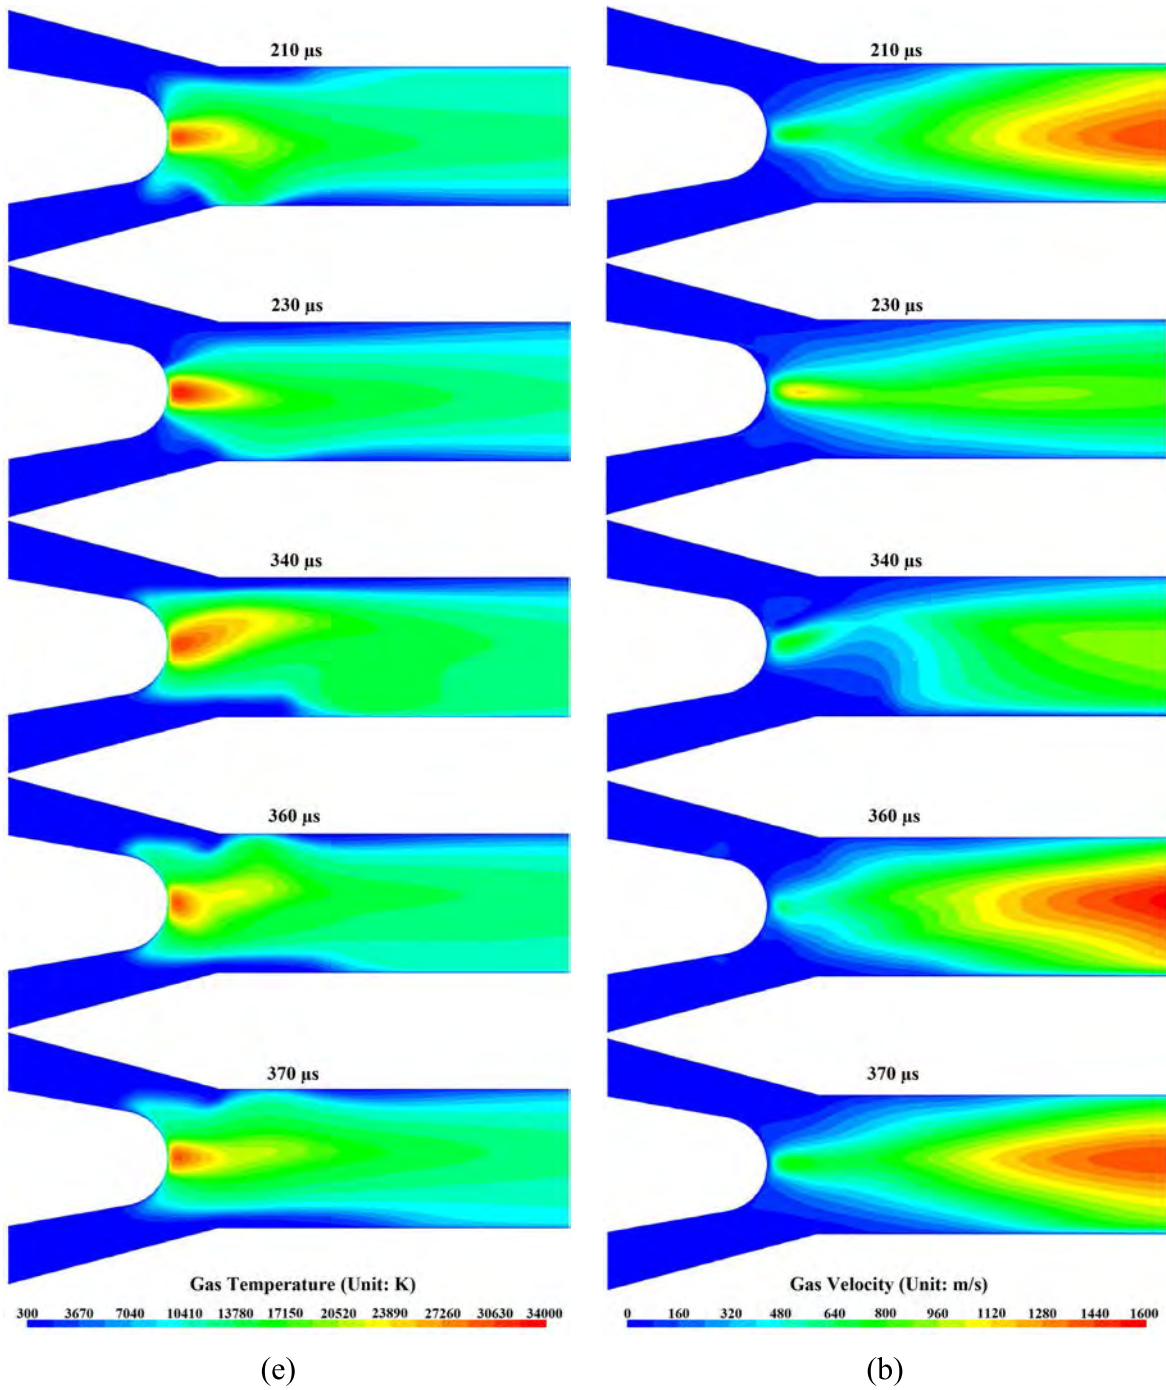 210 μs 210 μs
230 μs 230 μs
340 μs 340 μs
360 μs 360 μs
370 μs 370 μs
Gas Temperature (Unit: K) Gas Velocity (Unit: m/s)
300 3670 7040 10410 13780 17150 20520 23890 27260 30630 34000 0 160 320 480 640 800 960 1120 1280 1440 1600
(e) (b)